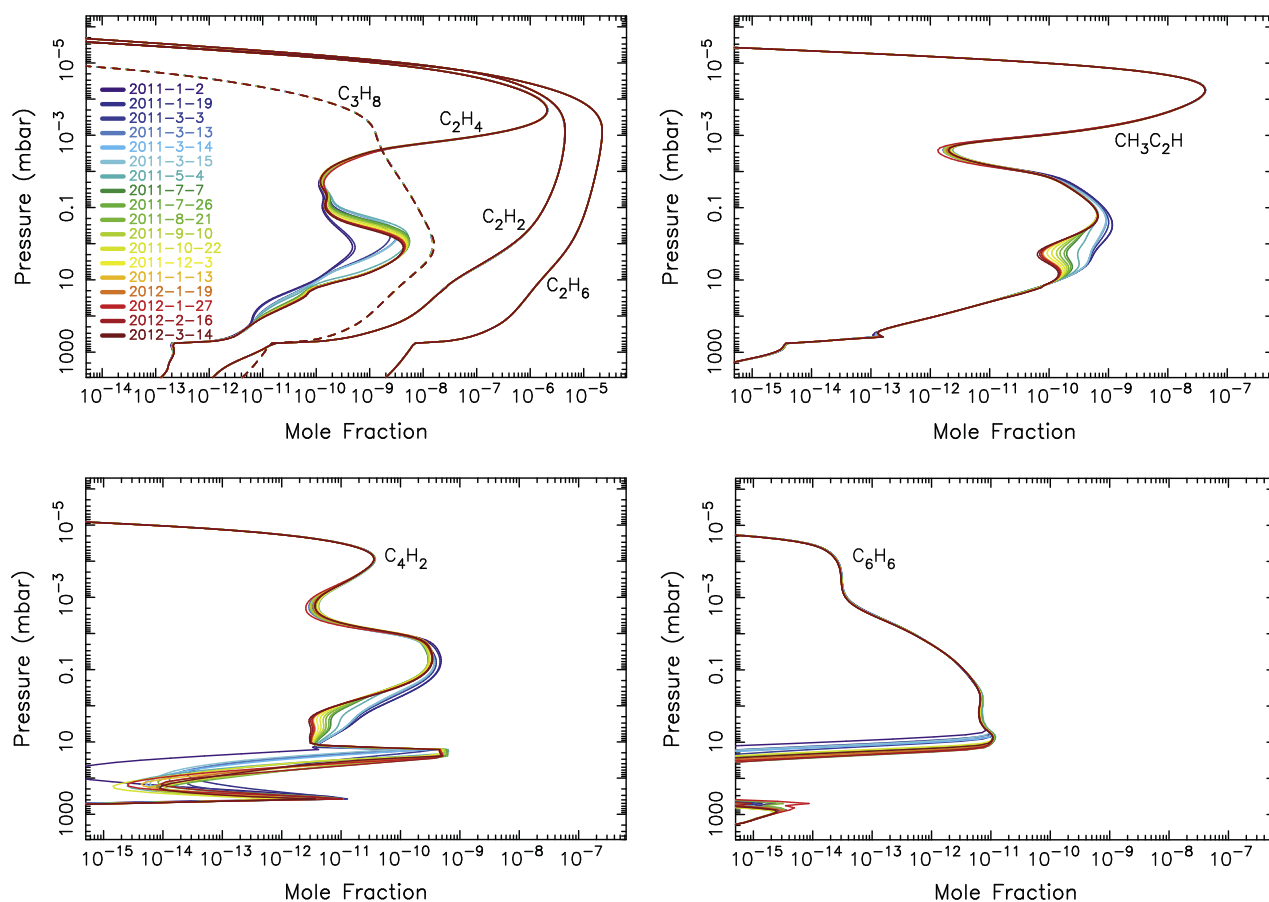 10⁻⁵
10⁻³
0.1
10
1000
Pressure (mbar)
2011-1-2
2011-1-19
2011-3-3
2011-3-13
2011-3-14
2011-3-15
2011-5-4
2011-7-7
2011-7-26
2011-8-21
2011-9-10
2011-10-22
2011-12-3
2011-1-13
2012-1-19
2012-1-27
2012-2-16
2012-3-14
C₃H₈
C₂H₄
C₂H₂
C₂H₆
10⁻¹⁴ 10⁻¹³ 10⁻¹² 10⁻¹¹ 10⁻¹⁰ 10⁻⁹ 10⁻⁸ 10⁻⁷ 10⁻⁶ 10⁻⁵
Mole Fraction
10⁻⁵
10⁻³
0.1
10
1000
Pressure (mbar)
CH₃C₂H
10⁻¹⁵ 10⁻¹⁴ 10⁻¹³ 10⁻¹² 10⁻¹¹ 10⁻¹⁰ 10⁻⁹ 10⁻⁸ 10⁻⁷
Mole Fraction
10⁻⁵
10⁻³
0.1
10
1000
Pressure (mbar)
C₄H₂
10⁻¹⁵ 10⁻¹⁴ 10⁻¹³ 10⁻¹² 10⁻¹¹ 10⁻¹⁰ 10⁻⁹ 10⁻⁸ 10⁻⁷
Mole Fraction
10⁻⁵
10⁻³
0.1
10
1000
Pressure (mbar)
C₆H₆
10⁻¹⁵ 10⁻¹⁴ 10⁻¹³ 10⁻¹² 10⁻¹¹ 10⁻¹⁰ 10⁻⁹ 10⁻⁸ 10⁻⁷
Mole Fraction